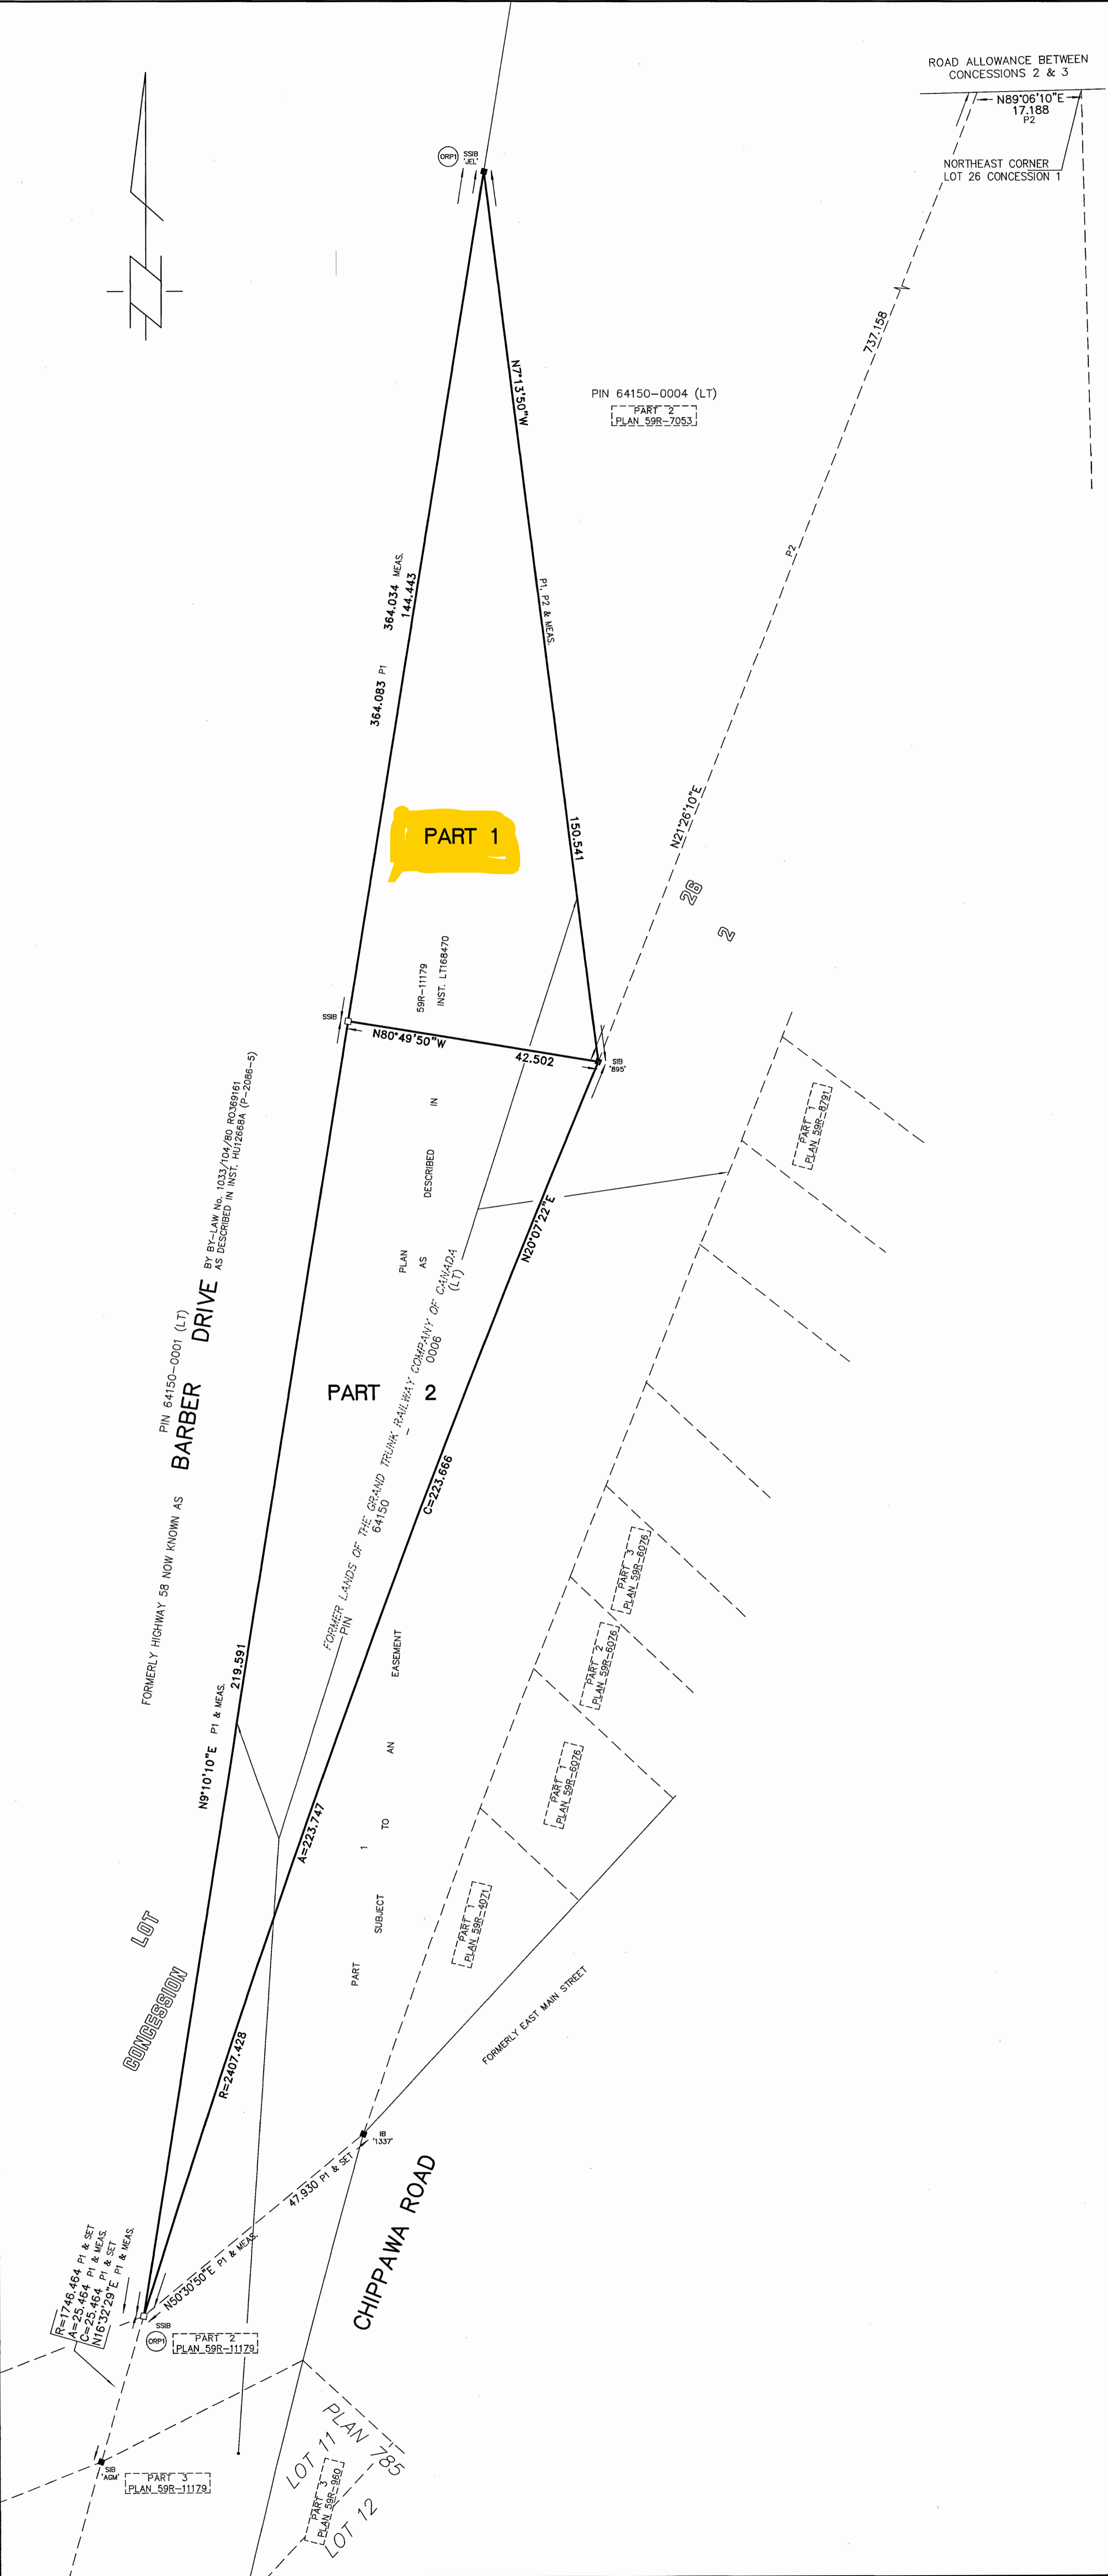 ROAD ALLOWANCE BETWEEN
CONCESSIONS 2 & 3
N89°06'10"E
17.188
P2
NORTHEAST CORNER
LOT 26 CONCESSION 1
ORP1
SSIB
'JEL'
N7°13'50"W
737.158
PIN 64150-0004 (LT)
PART 2
PLAN 59R-7053
P2
364.034 MEAS.
144.443
P1, P2 & MEAS.
364.083 P1
PART 1
150.541
N21°26'10"E
26
2
59R-11179
INST. LT168470
SSIB
N80°49'50"W
42.502
SIB
'895'
PART 1
PLAN 59R-8791
IN
DESCRIBED
N20°07'22"E
PLAN
AS
BY BY-LAW No. 1033/104/80 RO369161
AS DESCRIBED IN INST. HU12668A (P-2086-5)
PIN 64150-0001 (LT)
BARBER DRIVE
FORMERLY HIGHWAY 58 NOW KNOWN AS
FORMER LANDS OF THE GRAND TRUNK RAILWAY COMPANY OF CANADA
PIN 64150 - 0006 (LT)
PART 2
C=223.666
PART 3
PLAN 59R-6076
PART 2
PLAN 59R-6076
EASEMENT
219.591
N9°10'10"E P1 & MEAS.
AN
PART 1
PLAN 59R-6076
A=223.747
TO
1
SUBJECT
PART 1
PLAN 59R-4071
LOT
PART
CONCESSION
FORMERLY EAST MAIN STREET
R=2407.428
IB
'1337'
47.930 P1 & SET
CHIPPAWA ROAD
N50°30'50"E P1 & MEAS.
R=1746.464 P1 & SET
A=25.464 P1 & MEAS.
C=25.464 P1 & SET
N16°32'29"E P1 & MEAS.
SSIB
ORP1
PART 2
PLAN 59R-11179
PLAN 785
LOT 11
SIB
'AGM'
PART 3
PLAN 59R-11179
PART 3
PLAN 59R-960
LOT 12